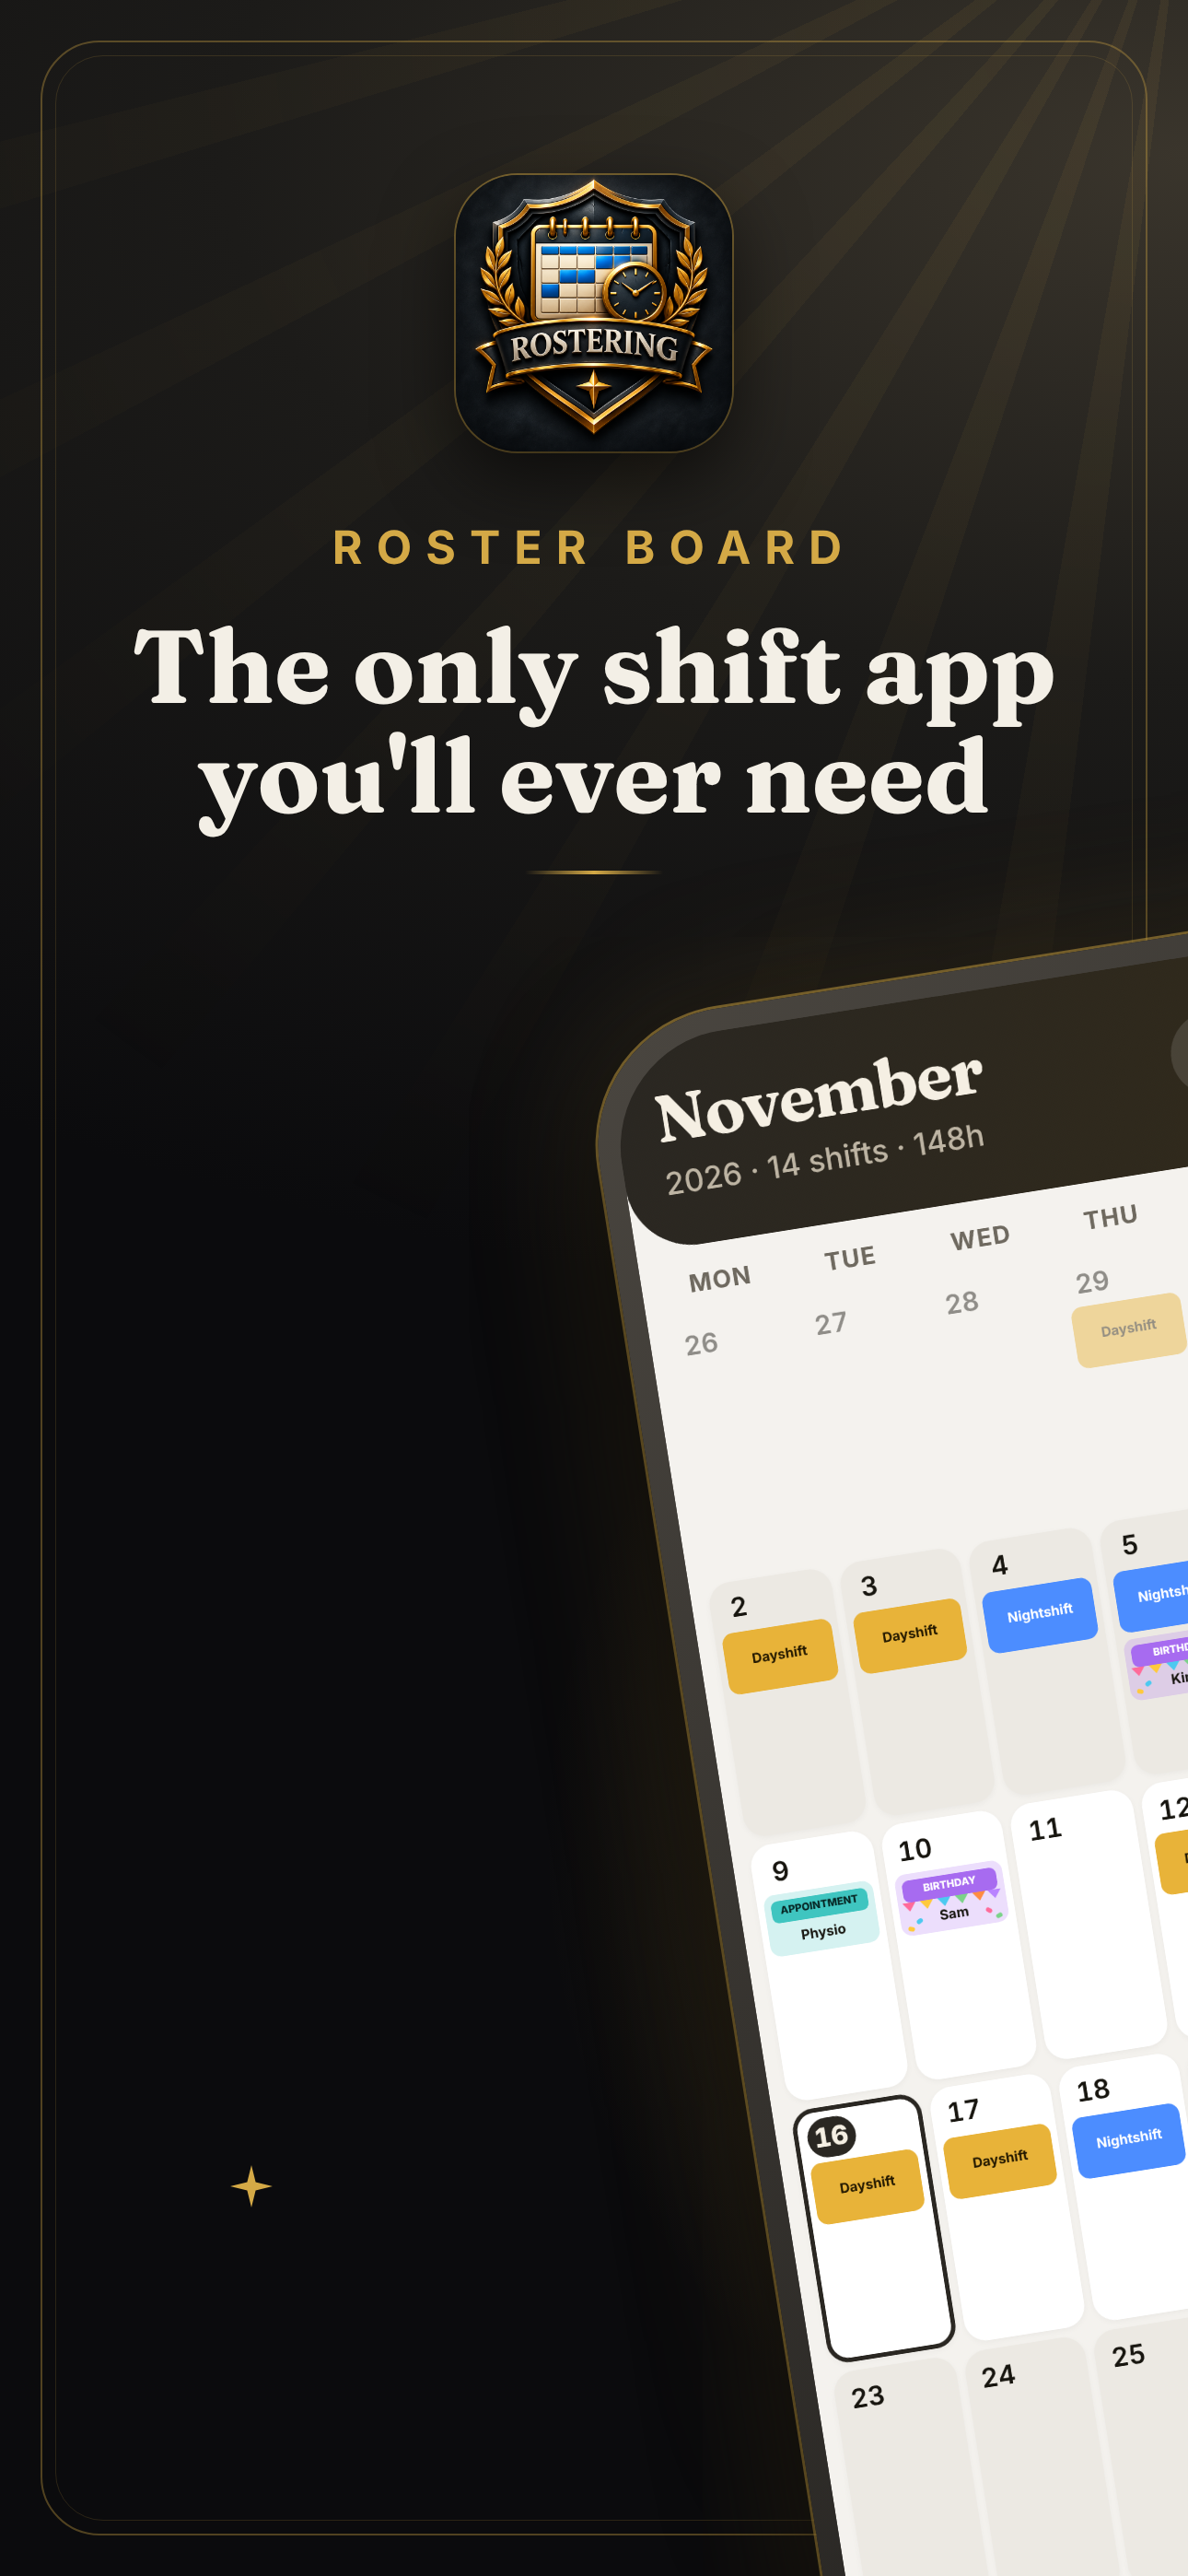 ROSTERING
ROSTER BOARD
The only shift app
you'll ever need
November
2026 · 14 shifts · 148h
MON TUE WED THU
26 27 28 29
Dayshift
2 3 4 5
Dayshift Dayshift Nightshift
9 10 11 12
APPOINTMENT BIRTHDAY
Physio Sam
16 17 18
Dayshift Dayshift Nightshift
23 24 25